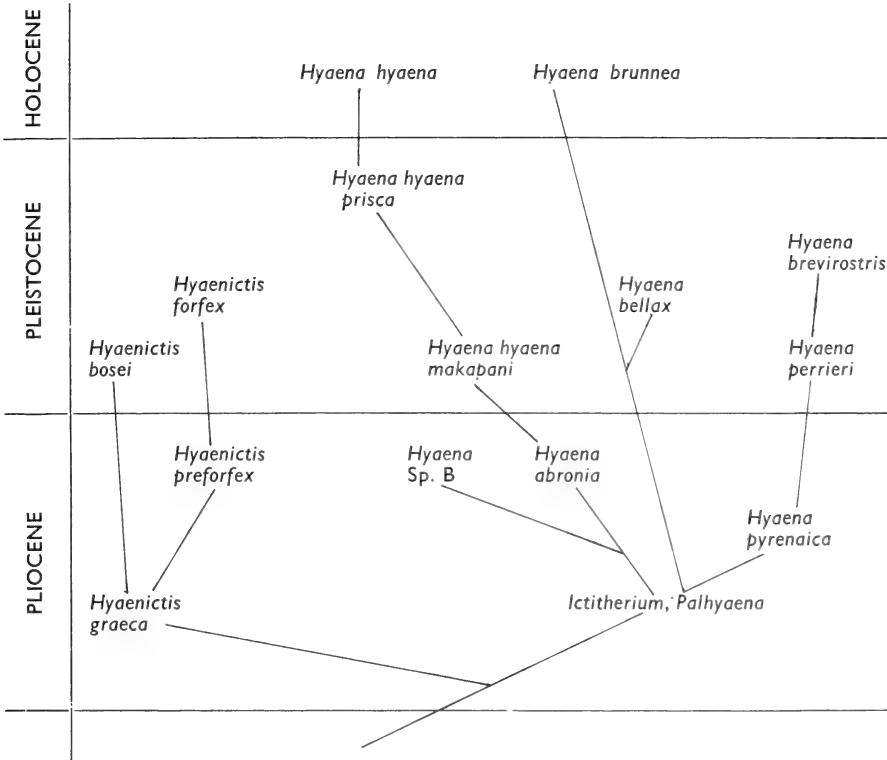 HOLOCENE
Hyaena hyaena
Hyaena brunnea
PLEISTOCENE
Hyaena hyaena
prisca
Hyaena
brevirostris
Hyaenictis
forfex
Hyaena
bellax
Hyaenictis
bosei
Hyaena hyaena
makapani
Hyaena
perrieri
PLIOCENE
Hyaenictis
preforfex
Hyaena
Sp. B
Hyaena
abronia
Hyaena
pyrenaica
Hyaenictis
graeca
Ictitherium, Palhyaena